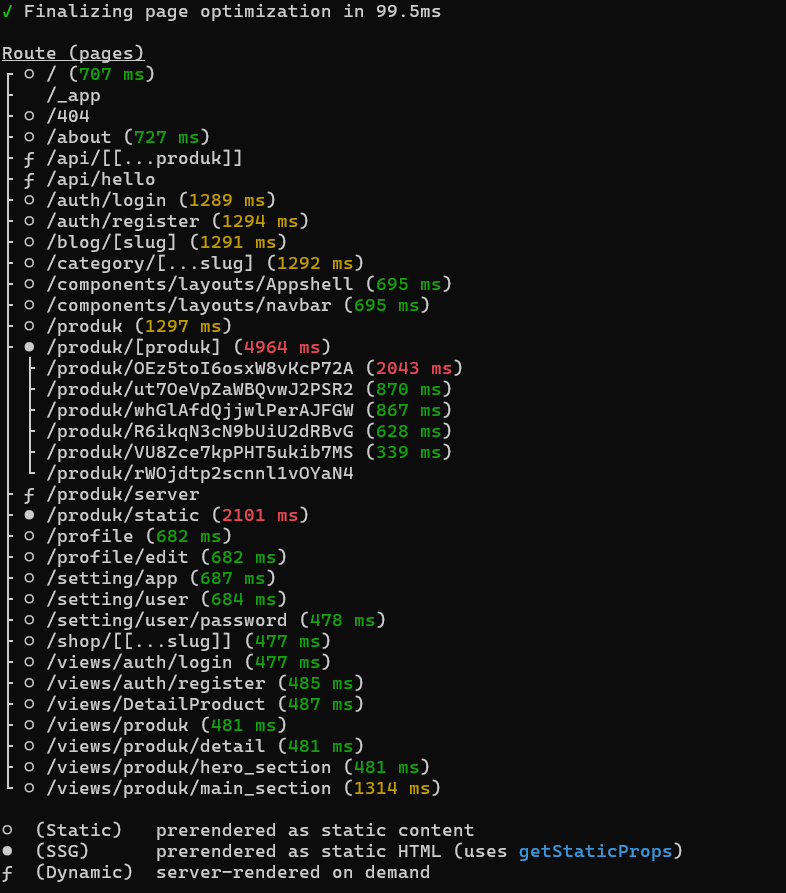 ✓ Finalizing page optimization in 99.5ms
Route (pages)
┌ ○ / (707 ms)
├   /_app
├ ○ /404
├ ○ /about (727 ms)
├ ƒ /api/[[...produk]]
├ ƒ /api/hello
├ ○ /auth/login (1289 ms)
├ ○ /auth/register (1294 ms)
├ ○ /blog/[slug] (1291 ms)
├ ○ /category/[...slug] (1292 ms)
├ ○ /components/layouts/Appshell (695 ms)
├ ○ /components/layouts/navbar (695 ms)
├ ○ /produk (1297 ms)
├ ● /produk/[produk] (4964 ms)
├ /produk/OEz5toI6osxW8vKcP72A (2043 ms)
├ /produk/ut7OeVpZaWBQvwJ2PSR2 (870 ms)
├ /produk/whGlAfdQjjwlPerAJFGW (867 ms)
├ /produk/R6ikqN3cN9bUiU2dRBvG (628 ms)
├ /produk/VU8Zce7kpPHT5ukib7MS (339 ms)
└ /produk/rWOjdtp2scnnl1vOYaN4
├ ƒ /produk/server
├ ● /produk/static (2101 ms)
├ ○ /profile (682 ms)
├ ○ /profile/edit (682 ms)
├ ○ /setting/app (687 ms)
├ ○ /setting/user (684 ms)
├ ○ /setting/user/password (478 ms)
├ ○ /shop/[[...slug]] (477 ms)
├ ○ /views/auth/login (477 ms)
├ ○ /views/auth/register (485 ms)
├ ○ /views/DetailProduct (487 ms)
├ ○ /views/produk (481 ms)
├ ○ /views/produk/detail (481 ms)
├ ○ /views/produk/hero_section (481 ms)
└ ○ /views/produk/main_section (1314 ms)
○ (Static) prerendered as static content
● (SSG) prerendered as static HTML (uses getStaticProps)
ƒ (Dynamic) server-rendered on demand